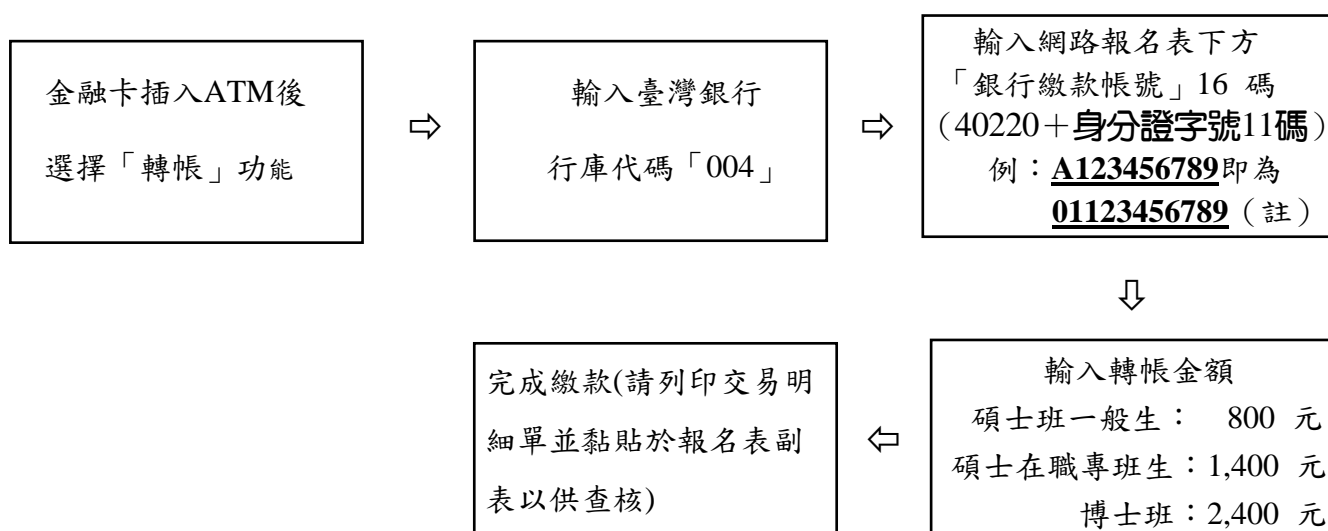 金融卡插入ATM後
選擇「轉帳」功能
⇨
輸入臺灣銀行
行庫代碼「004」
⇨
輸入網路報名表下方
「銀行繳款帳號」16 碼
(40220+身分證字號11碼)
例：A123456789即為
01123456789（註）
⇩
輸入轉帳金額
碩士班一般生： 800 元
碩士在職專班生：1,400 元
博士班：2,400 元
⇦
完成繳款(請列印交易明
細單並黏貼於報名表副
表以供查核)